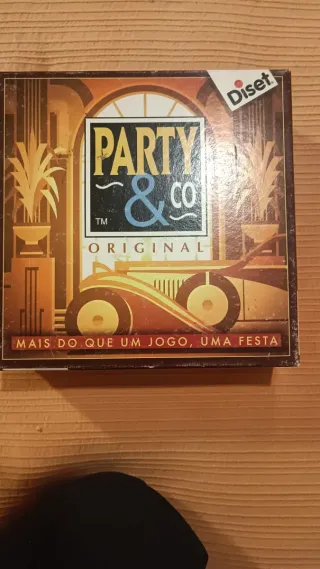 Diset
PARTY
& CO
TM
ORIGINAL
MAIS DO QUE UM JOGO, UMA FESTA